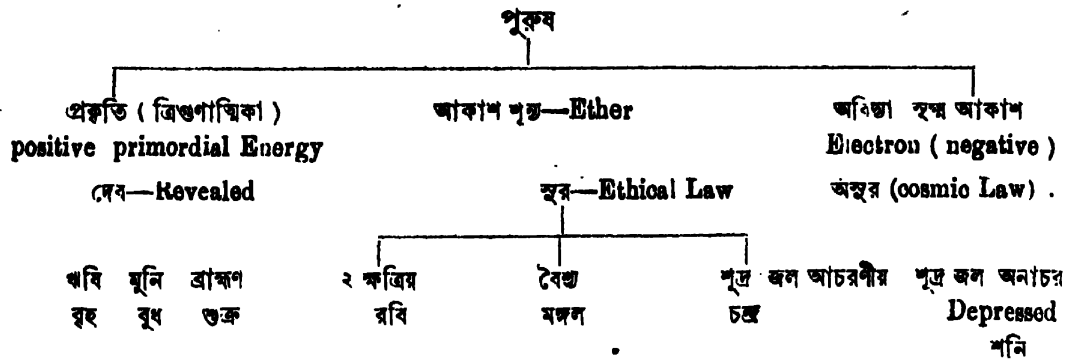 পুরুষ
প্রকৃতি ( ত্রিগুণাত্মিকা ) আকাশ শূন্য—Ether অবিদ্যা সূক্ষ্ম আকাশ
positive primordial Energy Electron ( negative )
দেব—Revealed সুর—Ethical Law অসুর (cosmic Law) .
ঋষি মুনি ব্রাহ্মণ ২ ক্ষত্রিয় বৈশ্য শূদ্র জল আচরণীয় শূদ্র জল অনাচর
বৃহ বুধ শুক্র রবি মঙ্গল চন্দ্র Depressed
শনি